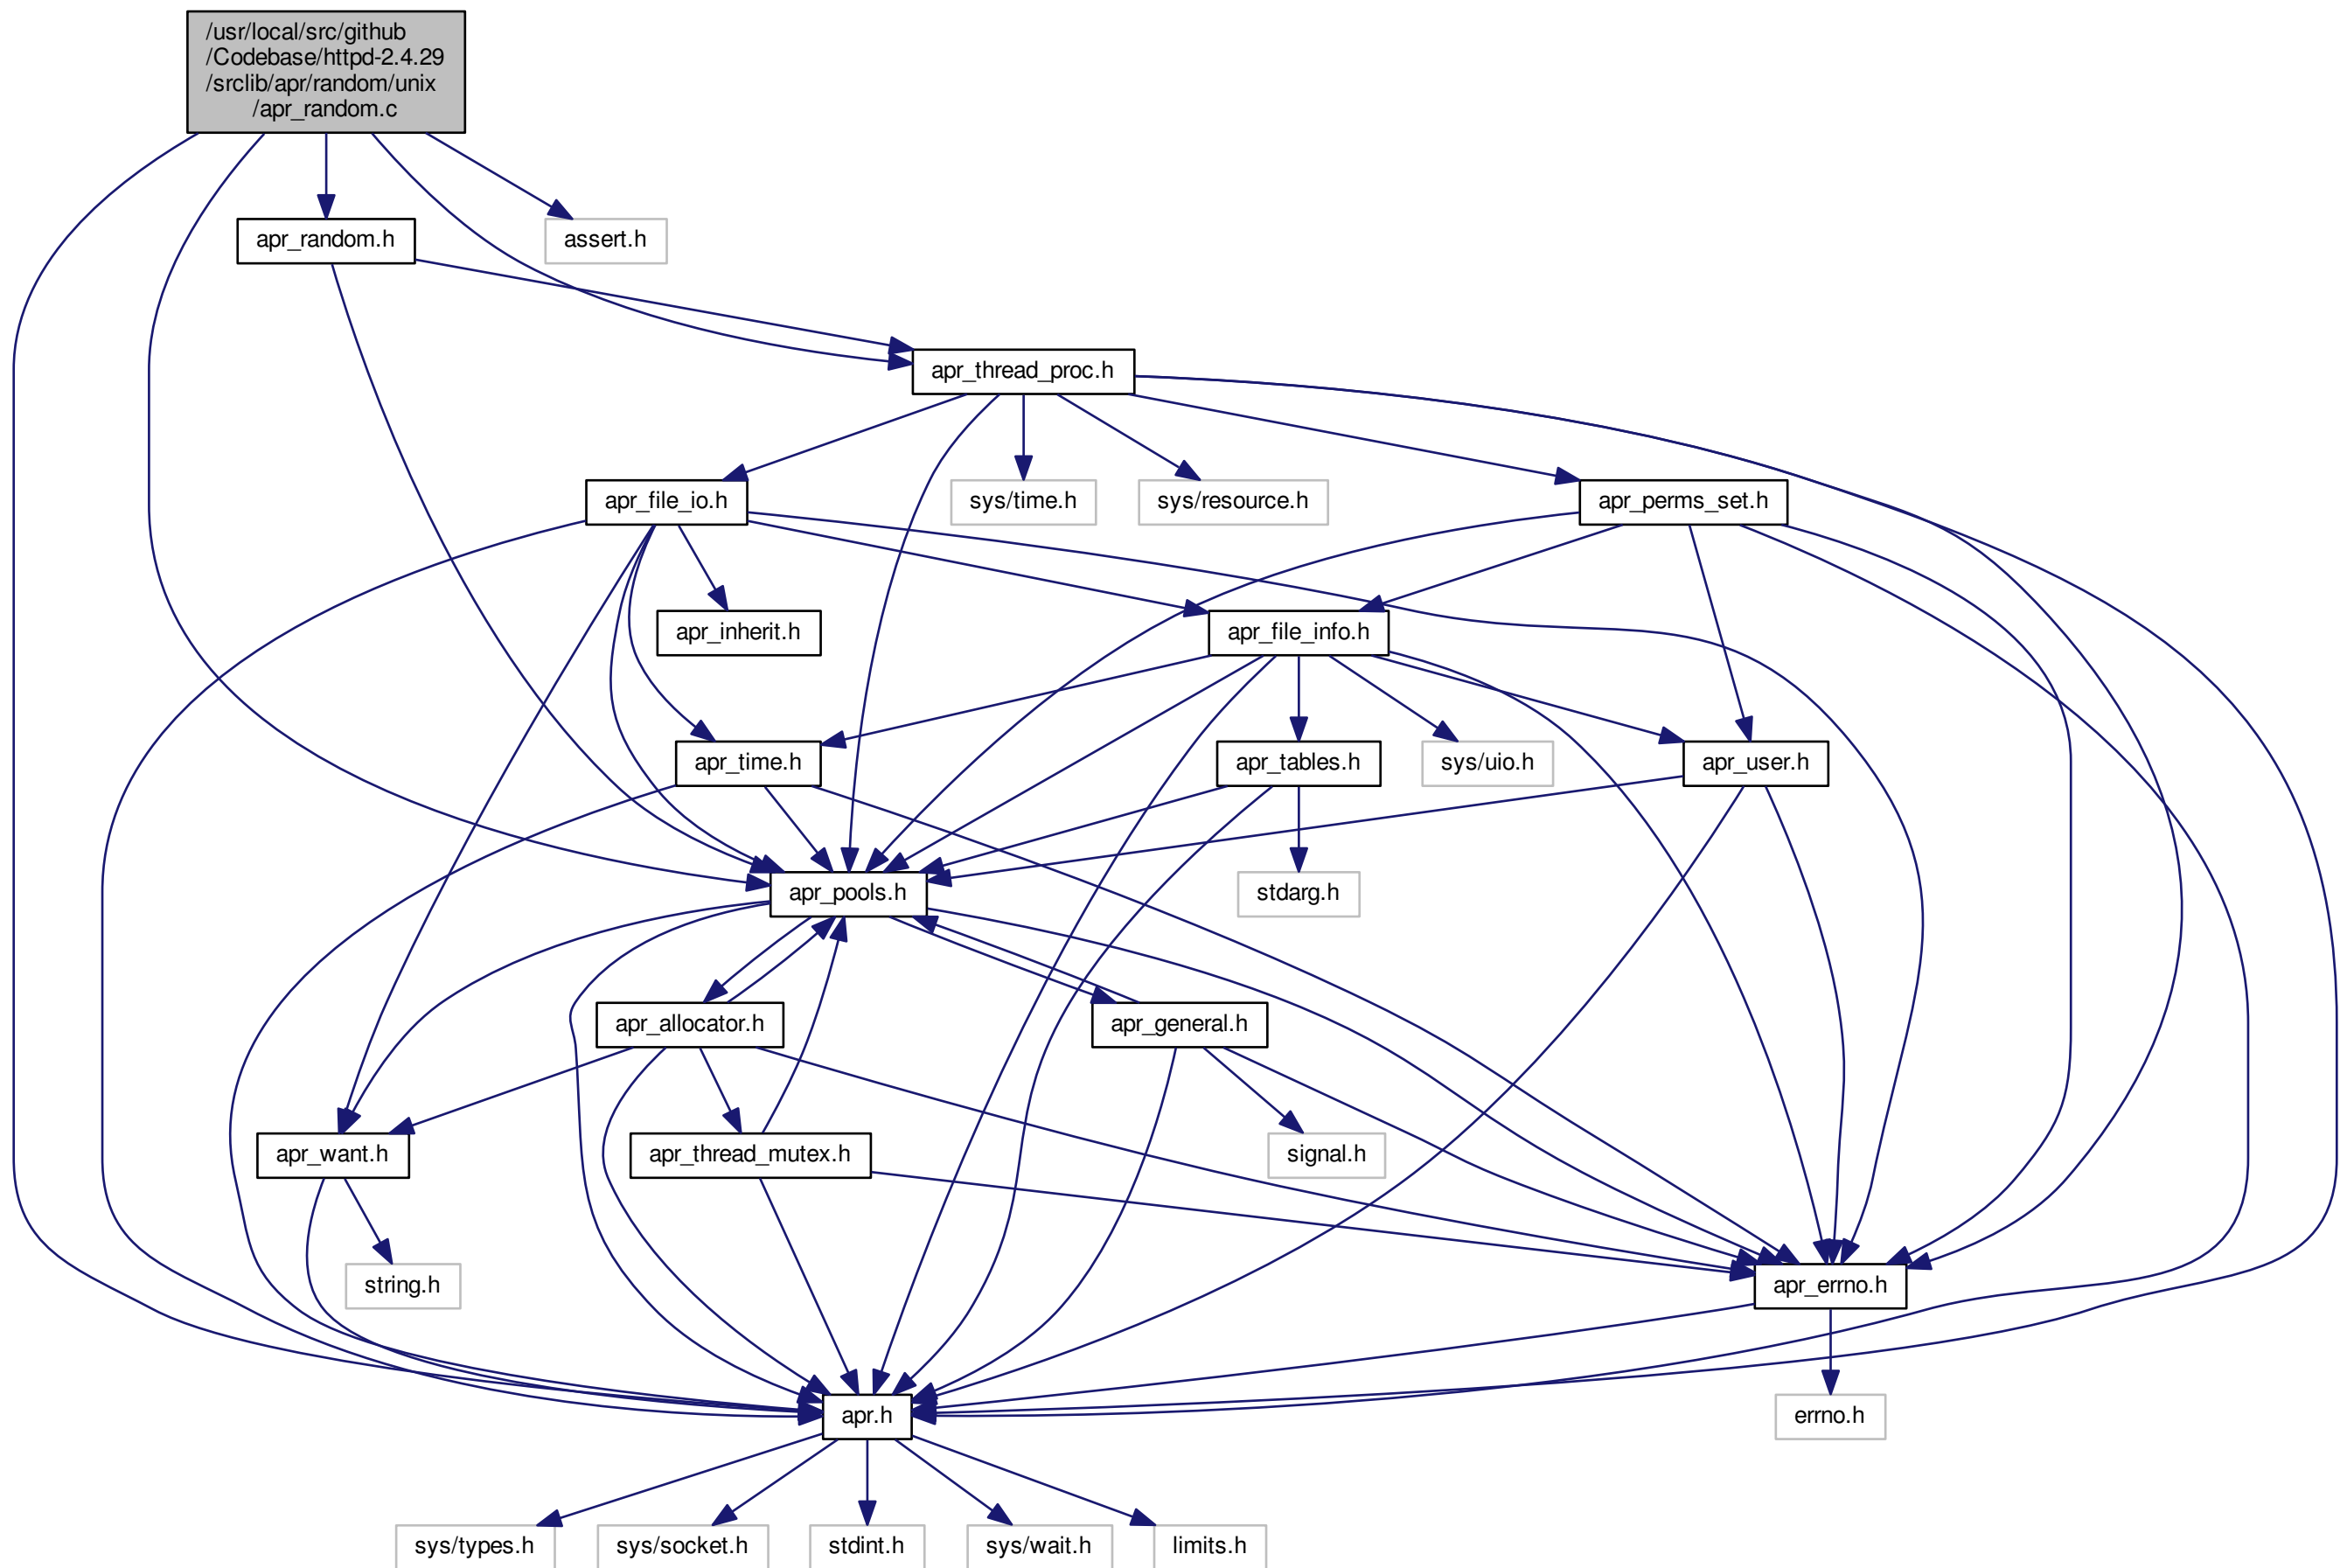 /usr/local/src/github
/Codebase/httpd-2.4.29
/srclib/apr/random/unix
/apr_random.c
apr_random.h
assert.h
apr_thread_proc.h
apr_file_io.h
sys/time.h
sys/resource.h
apr_perms_set.h
apr_inherit.h
apr_file_info.h
apr_time.h
apr_tables.h
sys/uio.h
apr_user.h
apr_pools.h
stdarg.h
apr_allocator.h
apr_general.h
apr_want.h
apr_thread_mutex.h
signal.h
string.h
apr_errno.h
apr.h
errno.h
sys/types.h
sys/socket.h
stdint.h
sys/wait.h
limits.h